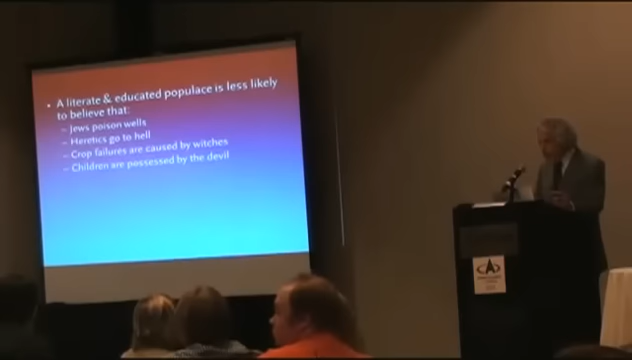 • A literate & educated populace is less likely
to believe that:
– Jews poison wells
– Heretics go to hell
– Crop failures are caused by witches
– Children are possessed by the devil